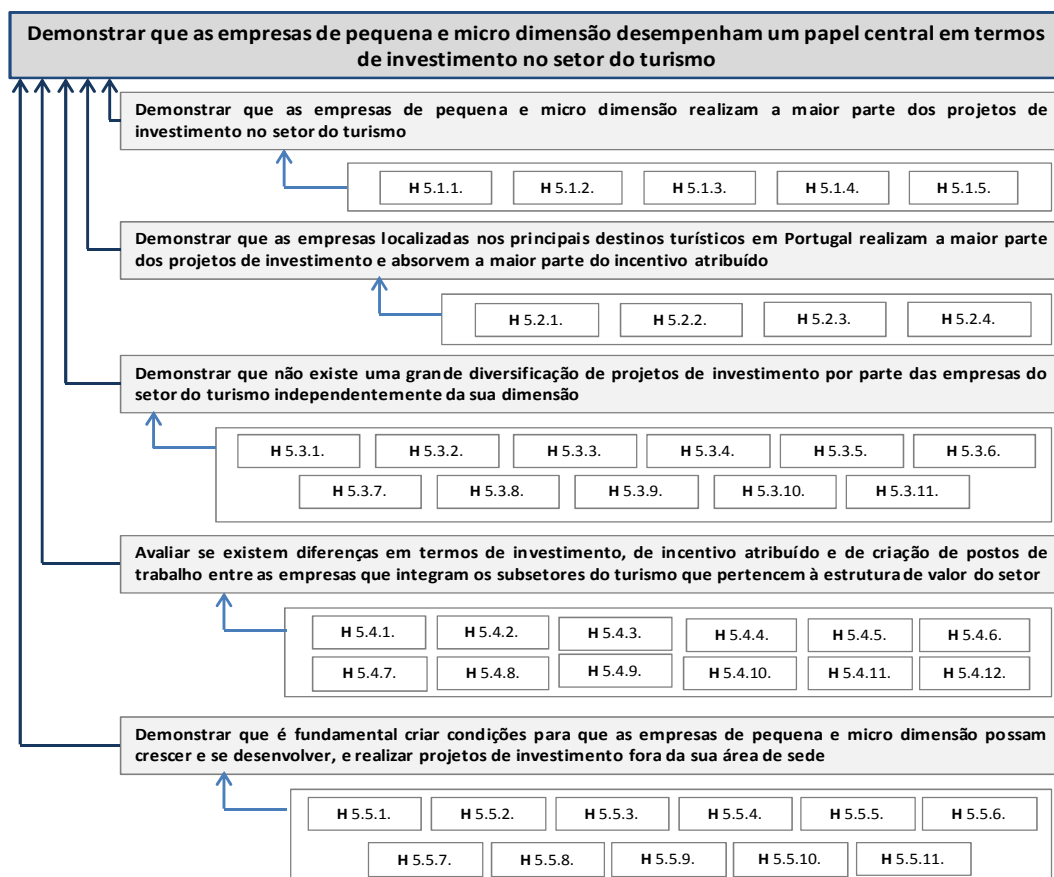 Demonstrar que as empresas de pequena e micro dimensão desempenham um papel central em termos
de investimento no setor do turismo
Demonstrar que as empresas de pequena e micro dimensão realizam a maior parte dos projetos de
investimento no setor do turismo
H 5.1.1. H 5.1.2. H 5.1.3. H 5.1.4. H 5.1.5.
Demonstrar que as empresas localizadas nos principais destinos turísticos em Portugal realizam a maior parte
dos projetos de investimento e absorvem a maior parte do incentivo atribuído
H 5.2.1. H 5.2.2. H 5.2.3. H 5.2.4.
Demonstrar que não existe uma grande diversificação de projetos de investimento por parte das empresas do
setor do turismo independentemente da sua dimensão
H 5.3.1. H 5.3.2. H 5.3.3. H 5.3.4. H 5.3.5. H 5.3.6.
H 5.3.7. H 5.3.8. H 5.3.9. H 5.3.10. H 5.3.11.
Avaliar se existem diferenças em termos de investimento, de incentivo atribuído e de criação de postos de
trabalho entre as empresas que integram os subsetores do turismo que pertencem à estrutura de valor do setor
H 5.4.1. H 5.4.2. H 5.4.3. H 5.4.4. H 5.4.5. H 5.4.6.
H 5.4.7. H 5.4.8. H 5.4.9. H 5.4.10. H 5.4.11. H 5.4.12.
Demonstrar que é fundamental criar condições para que as empresas de pequena e micro dimensão possam
crescer e se desenvolver, e realizar projetos de investimento fora da sua área de sede
H 5.5.1. H 5.5.2. H 5.5.3. H 5.5.4. H 5.5.5. H 5.5.6.
H 5.5.7. H 5.5.8. H 5.5.9. H 5.5.10. H 5.5.11.